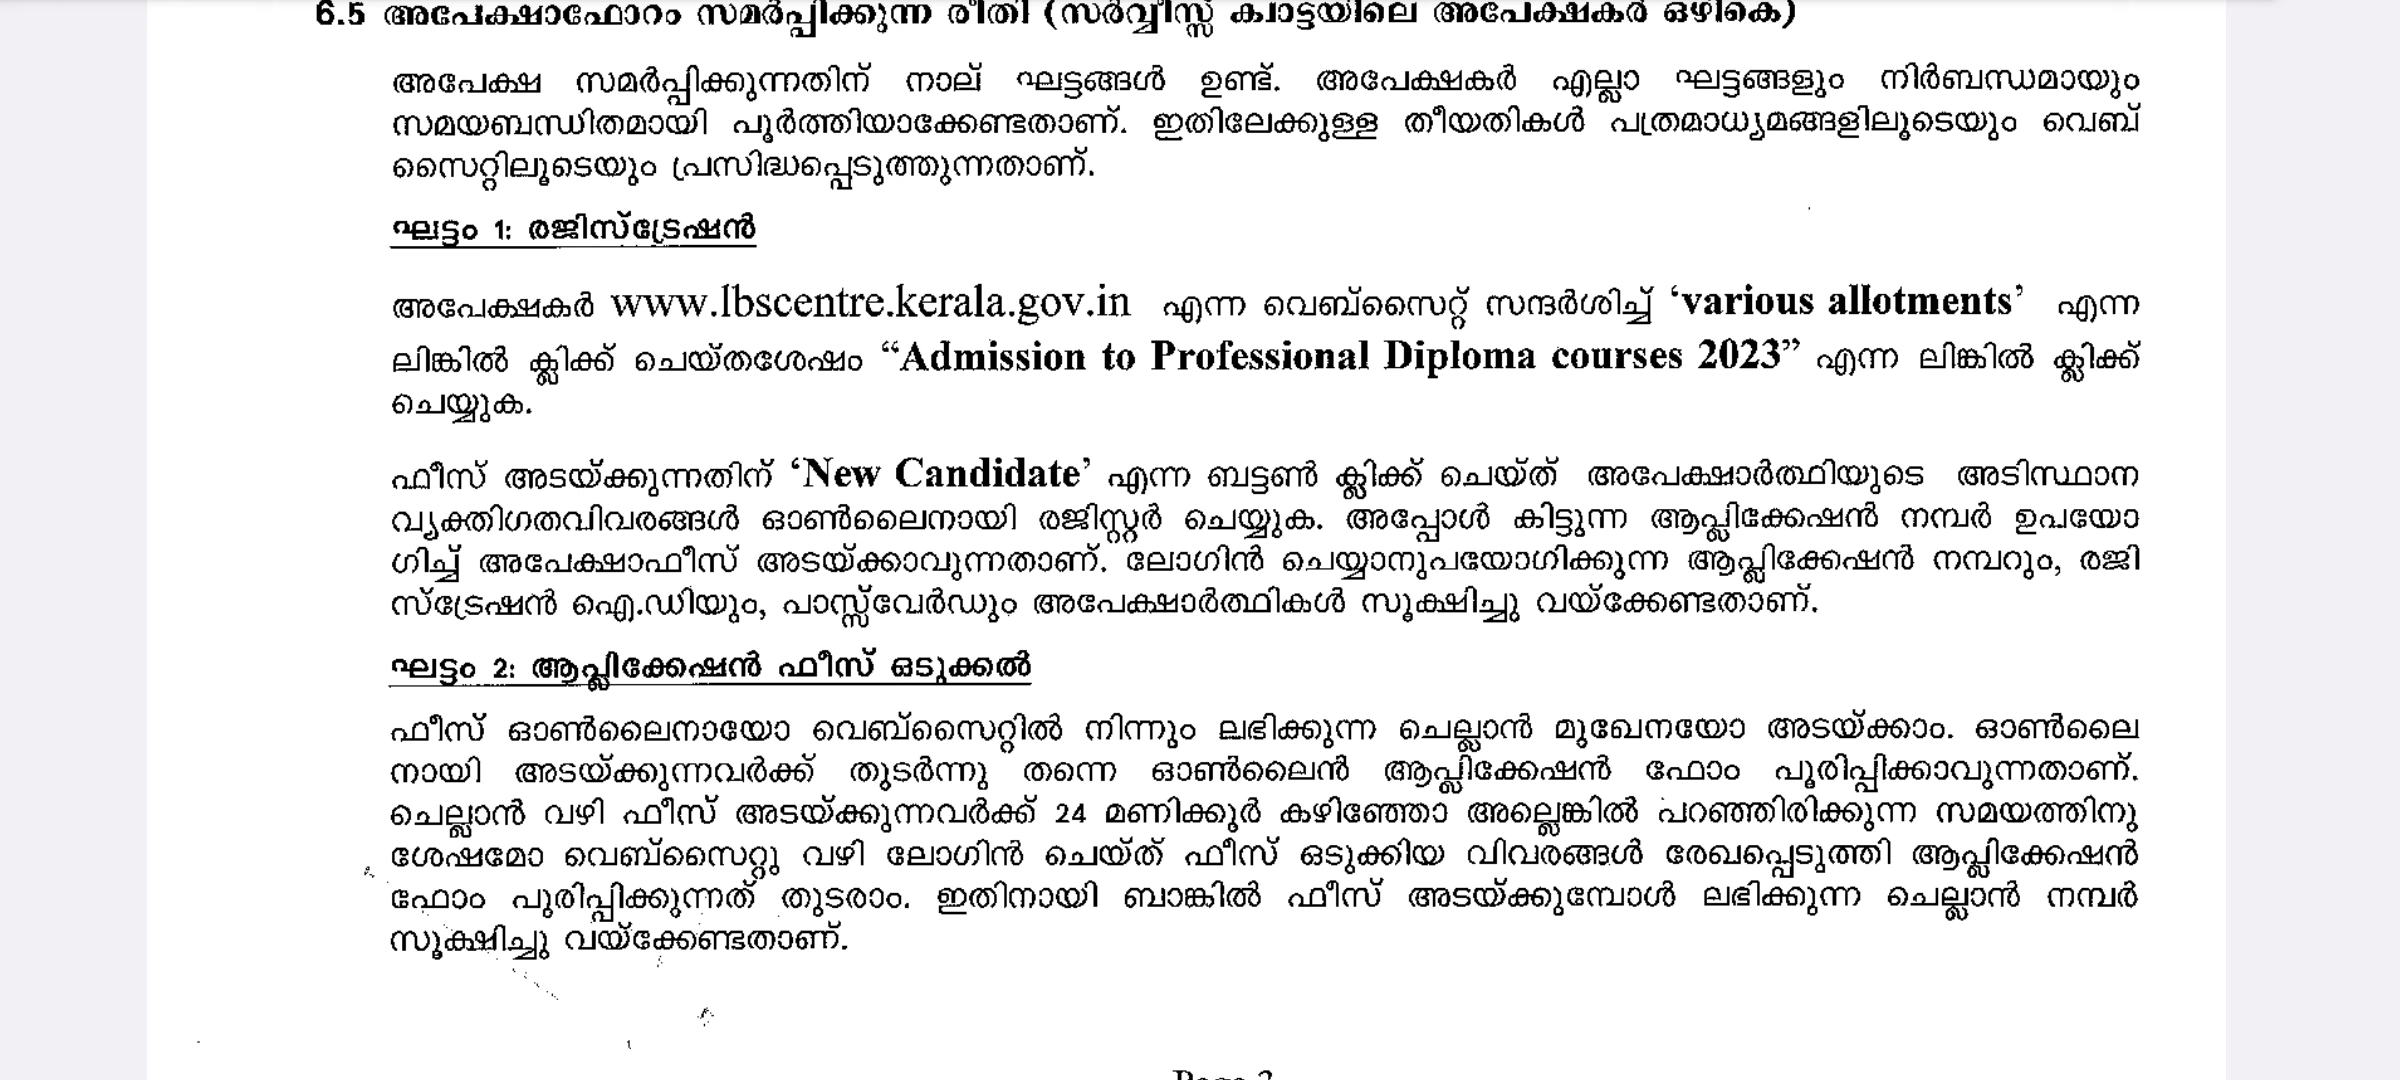 6.5 അപേക്ഷാഫോറം സമർപ്പിക്കുന്ന രീതി (സർവ്വീസ്സ് ക്വാട്ടയിലെ അപേക്ഷകർ ഒഴികെ)
അപേക്ഷ സമർപ്പിക്കുന്നതിന് നാല് ഘട്ടങ്ങൾ ഉണ്ട്. അപേക്ഷകർ എല്ലാ ഘട്ടങ്ങളും നിർബന്ധമായും
സമയബന്ധിതമായി പൂർത്തിയാക്കേണ്ടതാണ്. ഇതിലേക്കുള്ള തീയതികൾ പത്രമാധ്യമങ്ങളിലൂടെയും വെബ്
സൈറ്റിലൂടെയും പ്രസിദ്ധപ്പെടുത്തുന്നതാണ്.
ഘട്ടം 1: രജിസ്ട്രേഷൻ
അപേക്ഷകർ www.lbscentre.kerala.gov.in എന്ന വെബ്സൈറ്റ് സന്ദർശിച്ച് ‘various allotments’ എന്ന
ലിങ്കിൽ ക്ലിക്ക് ചെയ്തശേഷം “Admission to Professional Diploma courses 2023” എന്ന ലിങ്കിൽ ക്ലിക്ക്
ചെയ്യുക.
ഫീസ് അടയ്ക്കുന്നതിന് ‘New Candidate’ എന്ന ബട്ടൺ ക്ലിക്ക് ചെയ്ത് അപേക്ഷാർത്ഥിയുടെ അടിസ്ഥാന
വ്യക്തിഗതവിവരങ്ങൾ ഓൺലൈനായി രജിസ്റ്റർ ചെയ്യുക. അപ്പോൾ കിട്ടുന്ന ആപ്ലിക്കേഷൻ നമ്പർ ഉപയോ
ഗിച്ച് അപേക്ഷാഫീസ് അടയ്ക്കാവുന്നതാണ്. ലോഗിൻ ചെയ്യാനുപയോഗിക്കുന്ന ആപ്ലിക്കേഷൻ നമ്പറും, രജി
സ്ട്രേഷൻ ഐ.ഡിയും, പാസ്സ്‌വേർഡും അപേക്ഷാർത്ഥികൾ സൂക്ഷിച്ചു വയ്ക്കേണ്ടതാണ്.
ഘട്ടം 2: ആപ്ലിക്കേഷൻ ഫീസ് ഒടുക്കൽ
ഫീസ് ഓൺലൈനായോ വെബ്സൈറ്റിൽ നിന്നും ലഭിക്കുന്ന ചെല്ലാൻ മുഖേനയോ അടയ്ക്കാം. ഓൺലൈ
നായി അടയ്ക്കുന്നവർക്ക് തുടർന്നു തന്നെ ഓൺലൈൻ ആപ്ലിക്കേഷൻ ഫോം പൂരിപ്പിക്കാവുന്നതാണ്.
ചെല്ലാൻ വഴി ഫീസ് അടയ്ക്കുന്നവർക്ക് 24 മണിക്കൂർ കഴിഞ്ഞോ അല്ലെങ്കിൽ പറഞ്ഞിരിക്കുന്ന സമയത്തിനു
ശേഷമോ വെബ്സൈറ്റു വഴി ലോഗിൻ ചെയ്ത് ഫീസ് ഒടുക്കിയ വിവരങ്ങൾ രേഖപ്പെടുത്തി ആപ്ലിക്കേഷൻ
ഫോം പുരിപ്പിക്കുന്നത് തുടരാം. ഇതിനായി ബാങ്കിൽ ഫീസ് അടയ്ക്കുമ്പോൾ ലഭിക്കുന്ന ചെല്ലാൻ നമ്പർ
സൂക്ഷിച്ചു വയ്ക്കേണ്ടതാണ്.